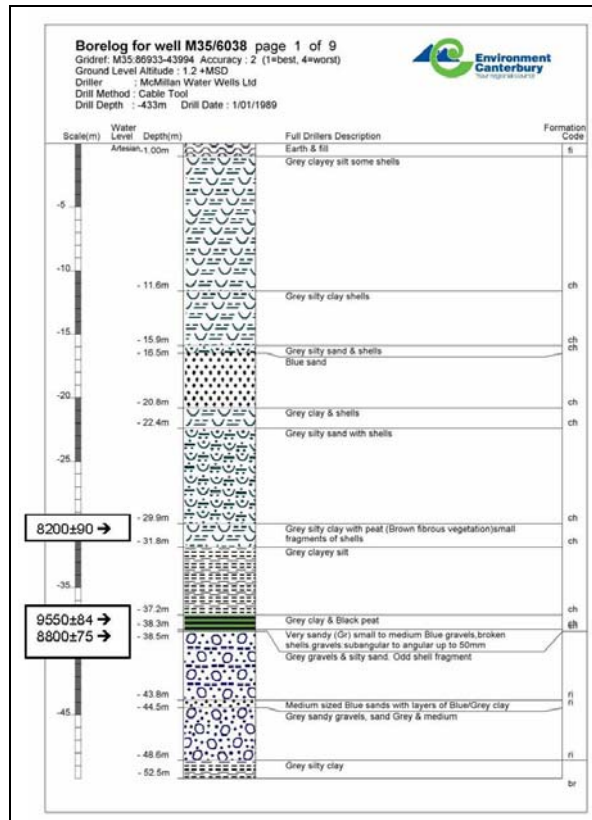 Borelog for well M35/6038 page 1 of 9
Gridref: M35:86933-43994 Accuracy : 2 (1=best, 4=worst)
Ground Level Altitude : 1.2 +MSD
Driller : McMillan Water Wells Ltd
Drill Method : Cable Tool
Drill Depth : -433m Drill Date : 1/01/1989
Environment
Canterbury
Your regional council
Scale(m) Water Level Depth(m) Full Drillers Description Formation Code
Artesian -1.00m Earth & fill fi
Grey clayey silt some shells
-5
-10
- 11.6m ch
Grey silty clay shells
-15
- 15.9m ch
- 16.5m Grey silty sand & shells ch
Blue sand
-20
- 20.8m ch
Grey clay & shells
- 22.4m ch
Grey silty sand with shells
-25
- 29.9m ch
8200±90 → Grey silty clay with peat (Brown fibrous vegetation)small
fragments of shells
- 31.8m ch
Grey clayey silt
-35
- 37.2m ch
9550±84 → Grey clay & Black peat
8800±75 →
- 38.3m
- 38.5m Very sandy (Gr) small to medium Blue gravels,broken
shells.gravels:subangular to angular up to 50mm
Grey gravels & silty sand. Odd shell fragment
- 43.8m ri
Medium sized Blue sands with layers of Blue/Grey clay
- 44.5m ri
-45 Grey sandy gravels, sand Grey & medium
- 48.6m ri
Grey silty clay
- 52.5m
br